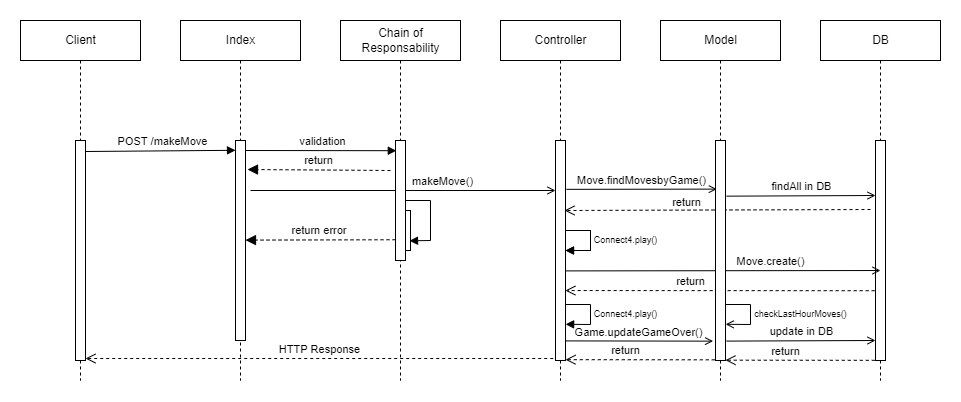 Client
Index
Chain of
Responsability
Controller
Model
DB
POST /makeMove
validation
return
makeMove()
Move.findMovesbyGame()
findAll in DB
return
return error
Connect4.play()
Move.create()
return
Connect4.play()
checkLastHourMoves()
Game.updateGameOver()
update in DB
HTTP Response
return
return